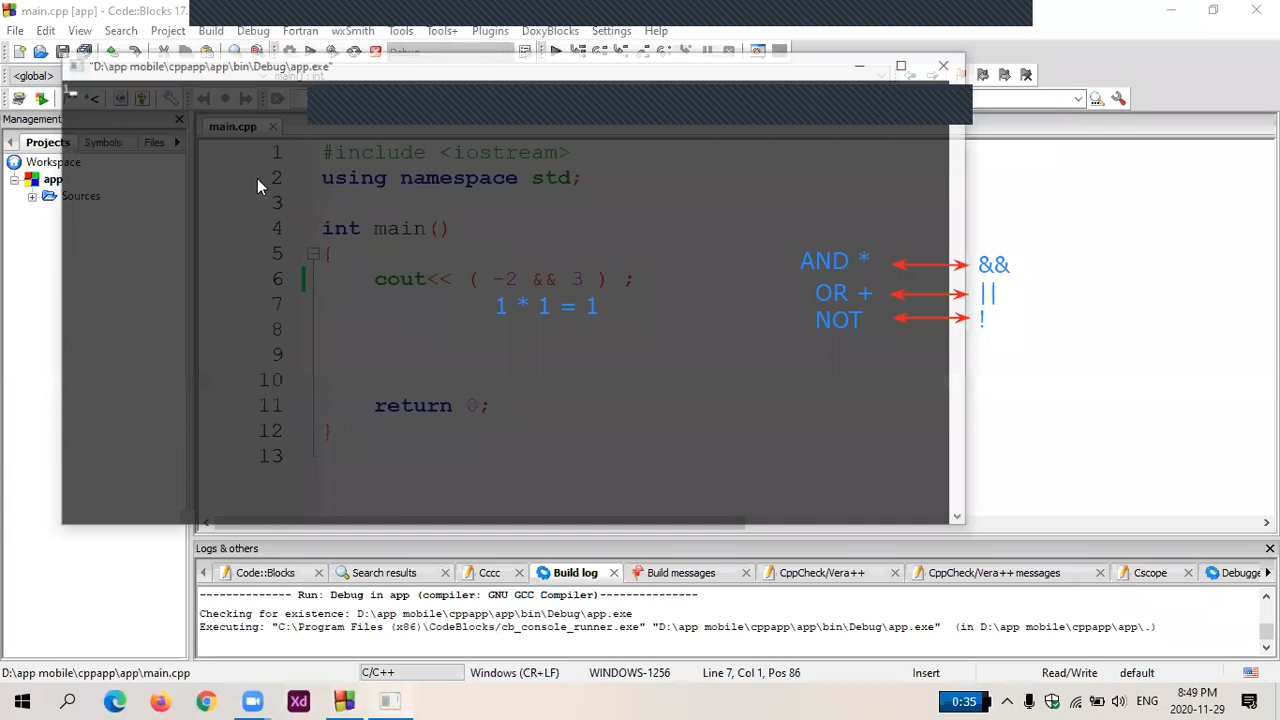 main.cpp [app] - Code::Blocks 17
File Edit View Search Project Build Debug Fortran wxSmith Tools Tools+ Plugins DoxyBlocks Settings Help
"D:\app mobile\cppapp\app\bin\Debug\app.exe"
<global> main() : int
1
Management
main.cpp
Projects Symbols Files
Workspace
app
Sources
1 #include <iostream>
2 using namespace std;
3
4 int main()
5 {
6 cout<< ( -2 && 3 ) ;
7 1 * 1 = 1
8
9
10
11 return 0;
12 }
13
AND * &&
OR + ||
NOT !
Logs & others
Code::Blocks Search results Cccc Build log Build messages CppCheck/Vera++ CppCheck/Vera++ messages Cscope Debugge
-------------- Run: Debug in app (compiler: GNU GCC Compiler)---------------
Checking for existence: D:\app mobile\cppapp\app\bin\Debug\app.exe
Executing: "C:\Program Files (x86)\CodeBlocks/cb_console_runner.exe" "D:\app mobile\cppapp\app\bin\Debug\app.exe" (in D:\app mobile\cppapp\app\.)
D:\app mobile\cppapp\app\main.cpp C/C++ Windows (CR+LF) WINDOWS-1256 Line 7, Col 1, Pos 86 Insert Read/Write default
Xd 0:35 ENG 8:49 PM
2020-11-29